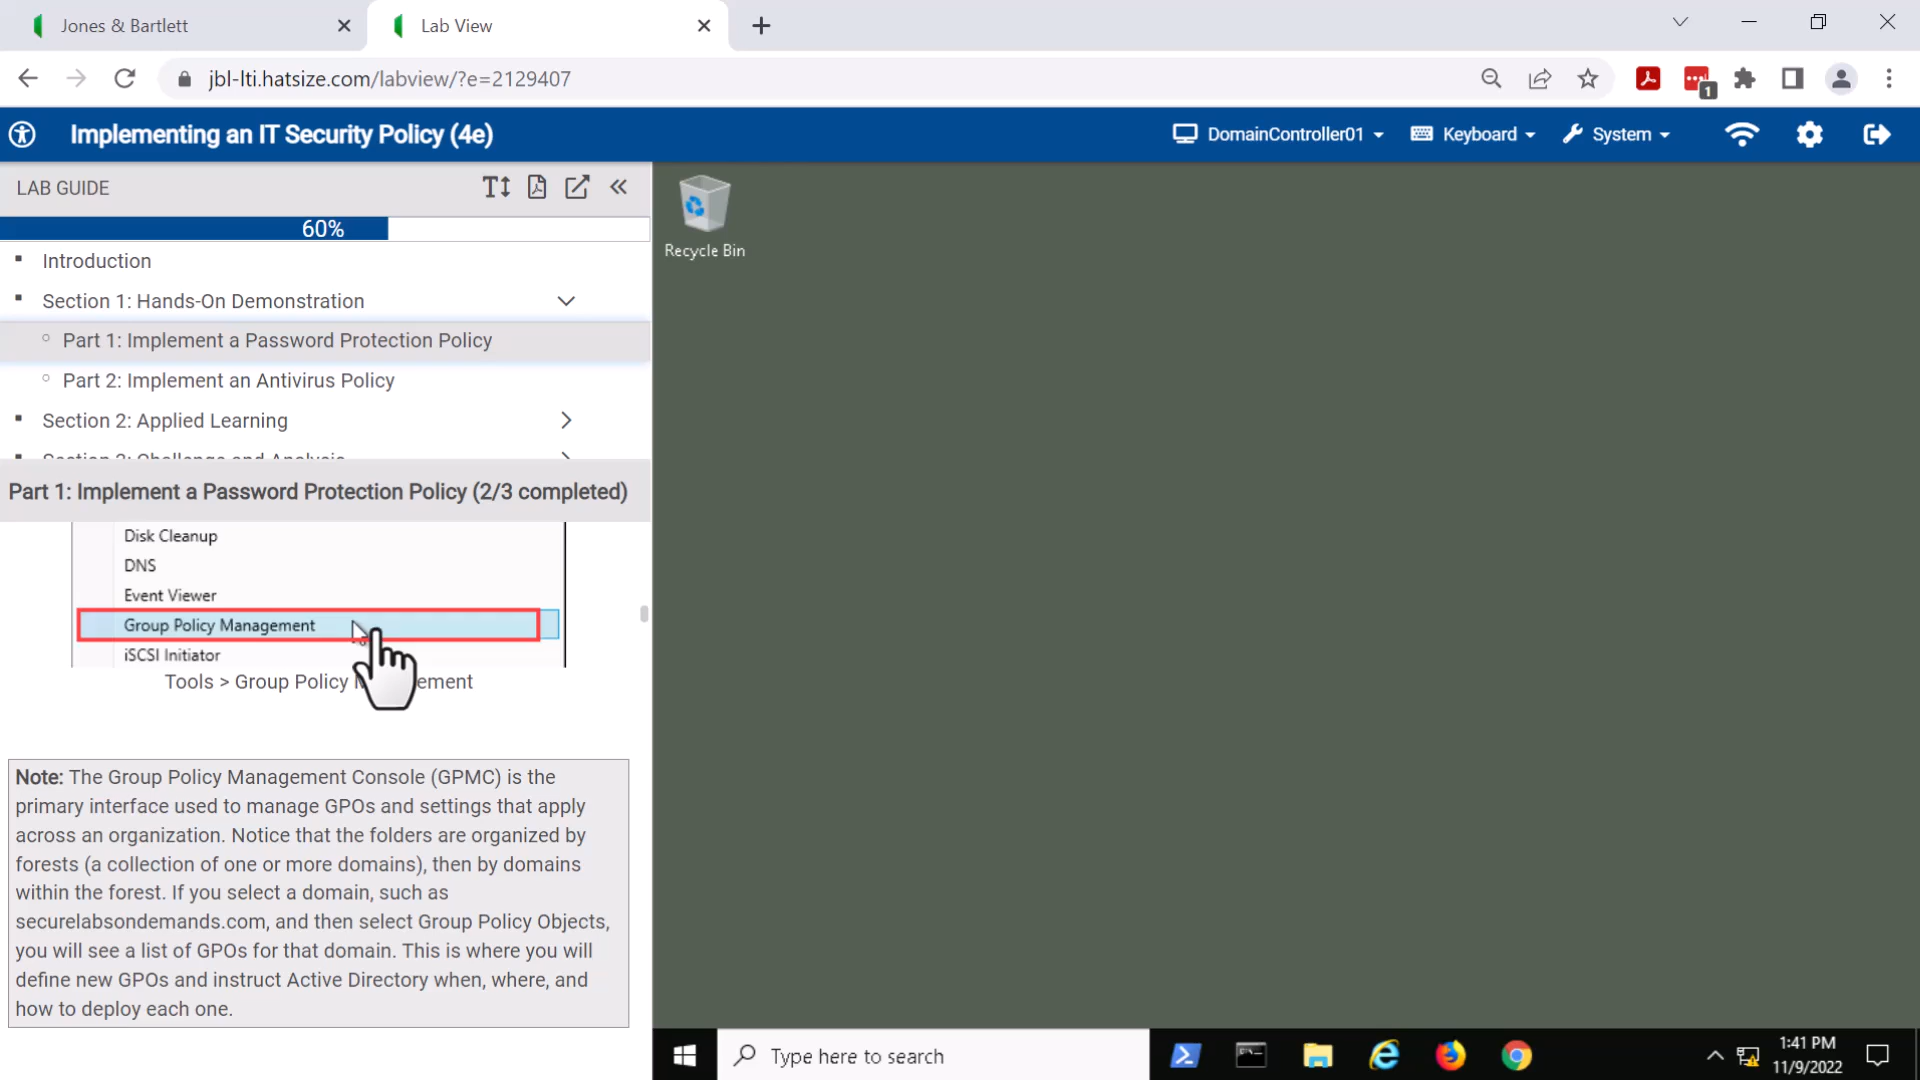 Jones & Bartlett
Lab View
jbl-lti.hatsize.com/labview/?e=2129407
1
Implementing an IT Security Policy (4e)
DomainController01
Keyboard
System
LAB GUIDE
60%
Introduction
Section 1: Hands-On Demonstration
Part 1: Implement a Password Protection Policy
Part 2: Implement an Antivirus Policy
Section 2: Applied Learning
Section 3: Challenge and Analysis
Part 1: Implement a Password Protection Policy (2/3 completed)
Disk Cleanup
DNS
Event Viewer
Group Policy Management
iSCSI Initiator
Tools > Group Policy ement
Note: The Group Policy Management Console (GPMC) is the
primary interface used to manage GPOs and settings that apply
across an organization. Notice that the folders are organized by
forests (a collection of one or more domains), then by domains
within the forest. If you select a domain, such as
securelabsondemands.com, and then select Group Policy Objects,
you will see a list of GPOs for that domain. This is where you will
define new GPOs and instruct Active Directory when, where, and
how to deploy each one.
Recycle Bin
Type here to search
1:41 PM
11/9/2022